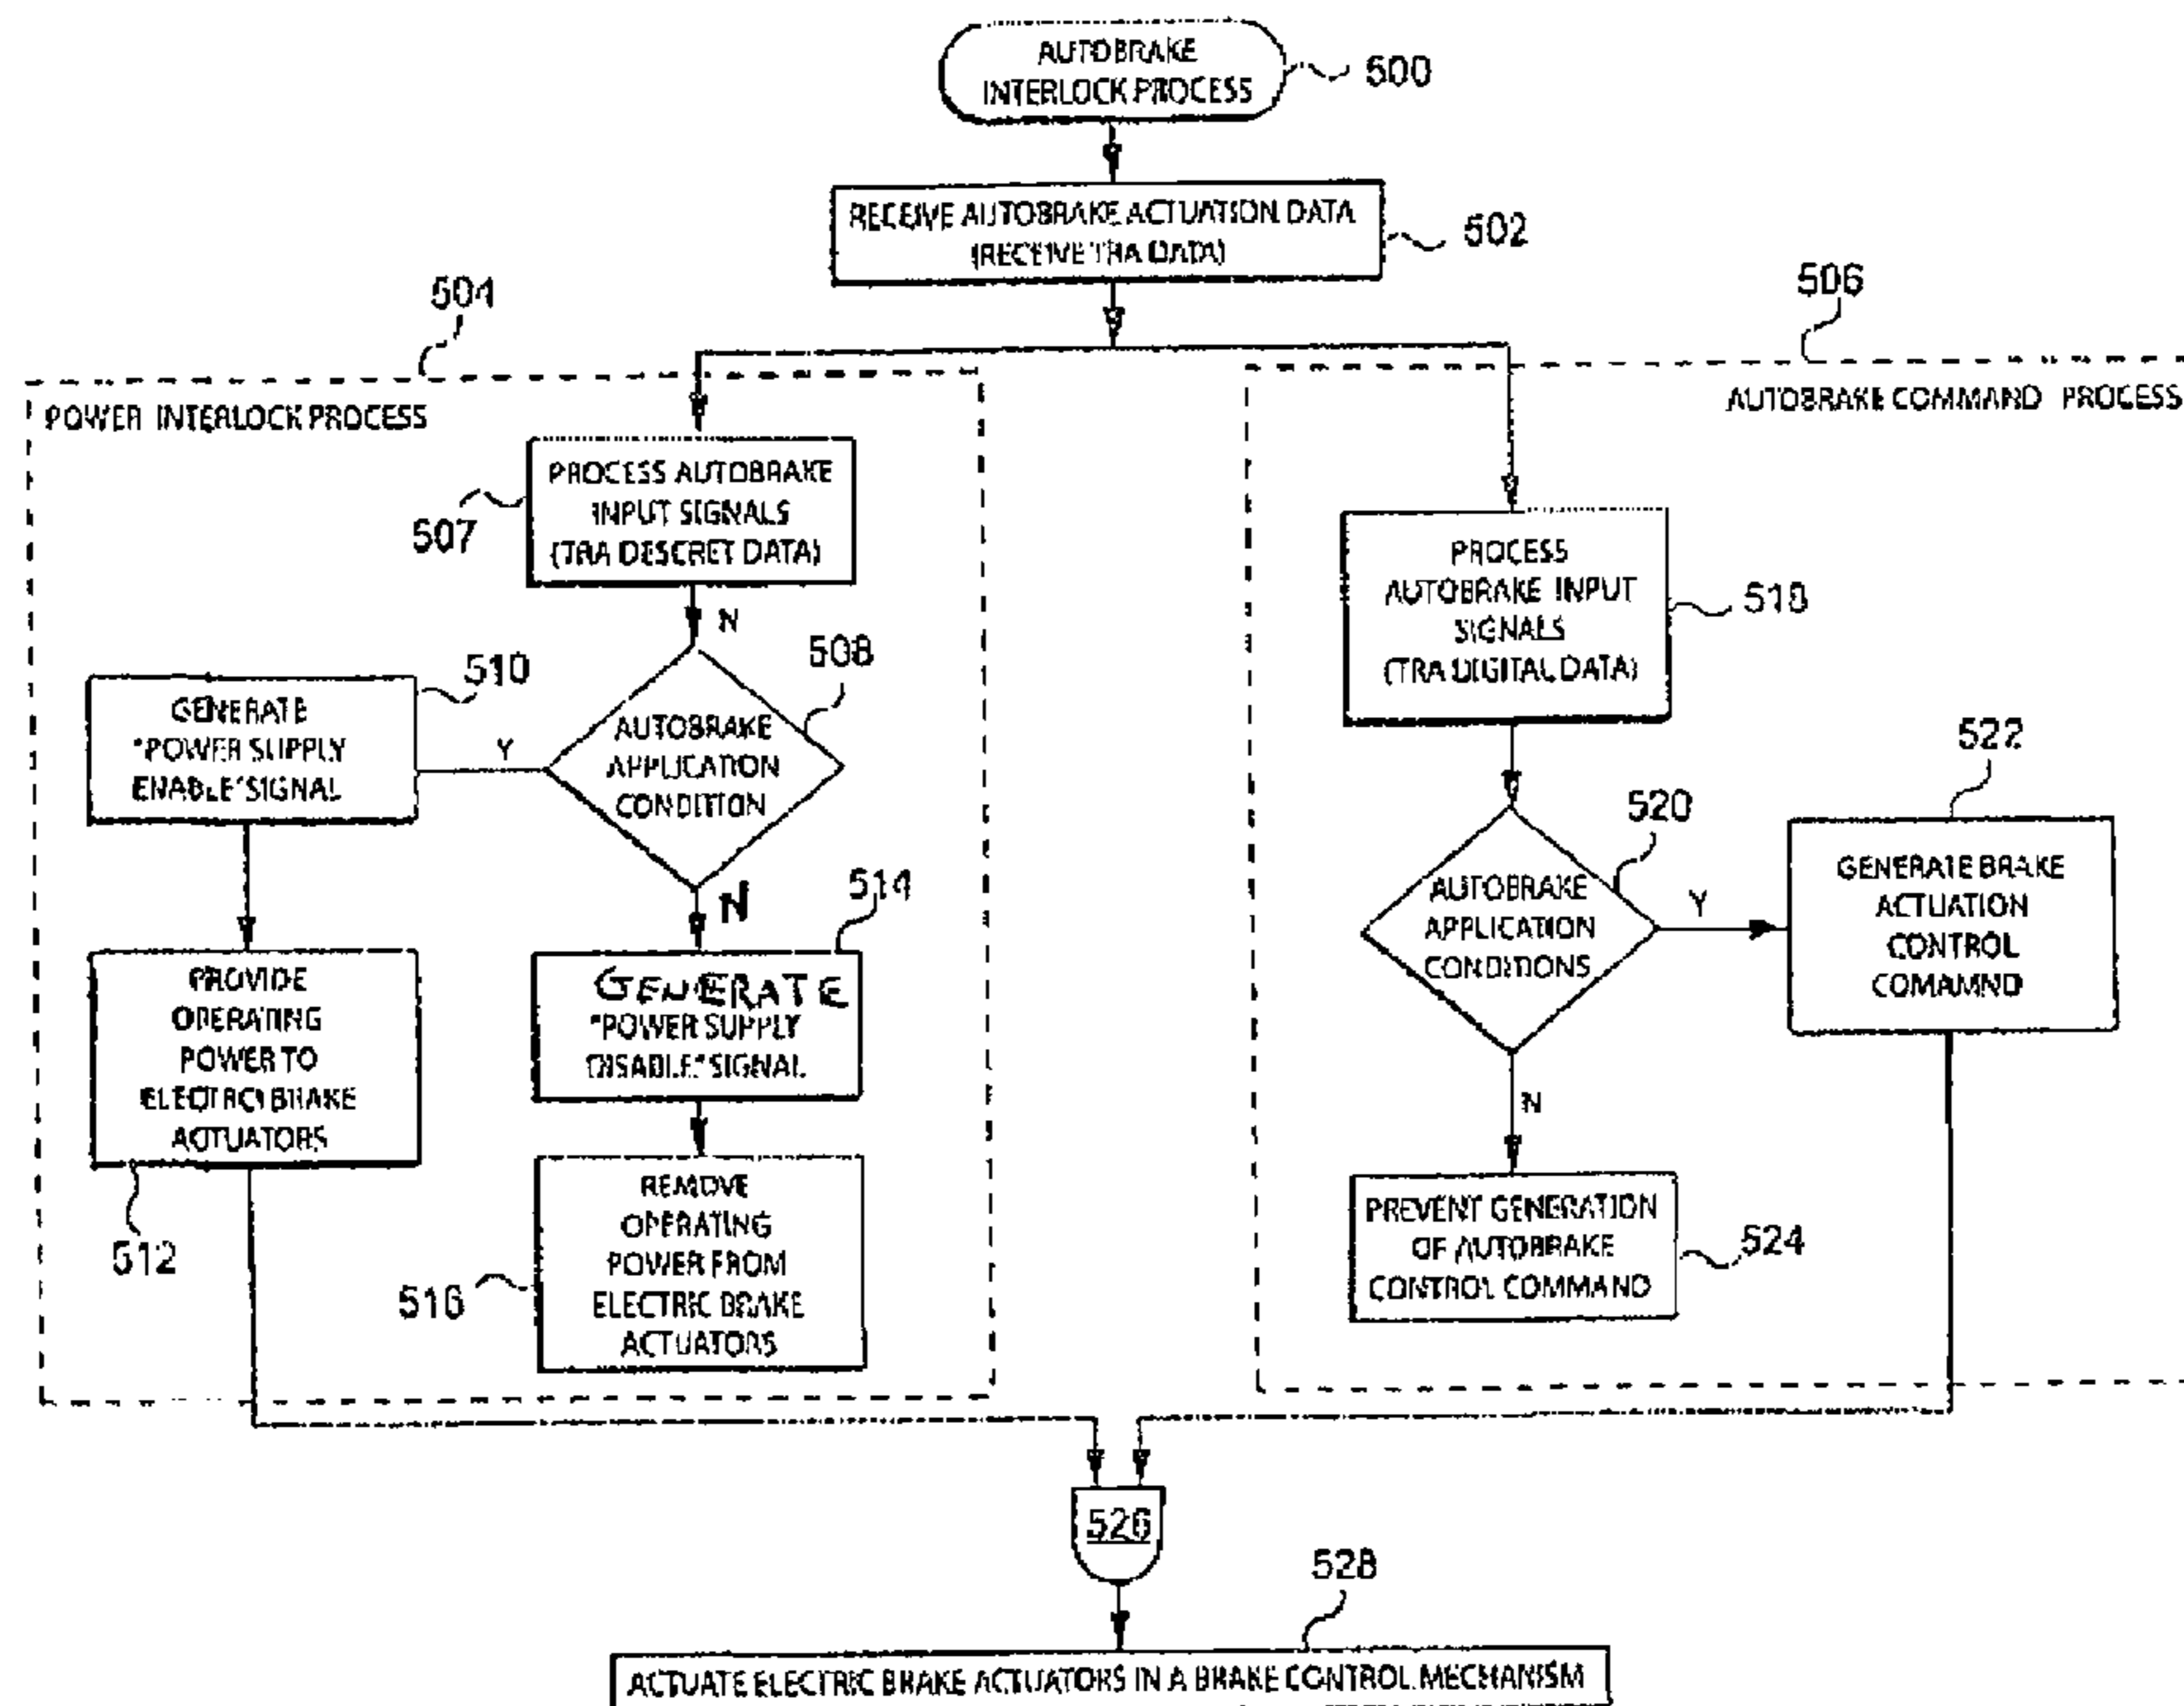 AUTOBRAKE
INTERLOCK PROCESS
500
RECEIVE AUTOBRAKE ACTUATION DATA
(RECEIVE TRA DATA)
502
504
506
POWER INTERLOCK PROCESS
AUTOBRAKE COMMAND PROCESS
PROCESS AUTOBRAKE
INPUT SIGNALS
(TRA DESCRET DATA)
507
N
PROCESS
AUTOBRAKE INPUT
SIGNALS
(TRA DIGITAL DATA)
518
510
GENERATE
"POWER SUPPLY
ENABLE" SIGNAL
Y
508
AUTOBRAKE
APPLICATION
CONDITION
N
520
AUTOBRAKE
APPLICATION
CONDITIONS
Y
522
GENERATE BRAKE
ACTUATION
CONTROL
COMAMND
514
GENERATE
"POWER SUPPLY
DISABLE" SIGNAL
PROVIDE
OPERATING
POWER TO
ELECTRCI BRAKE
ACTUATORS
512
N
REMOVE
OPERATING
POWER FROM
ELECTRIC BRAKE
ACTUATORS
516
PREVENT GENERATION
OF AUTOBRAKE
CONTROL COMMAND
524
526
528
ACTUATE ELECTRIC BRAKE ACTUATORS IN A BRAKE CONTROL MECHANISM